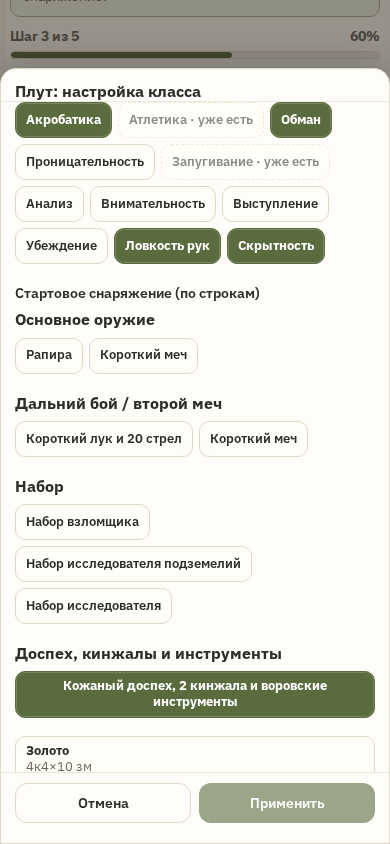 Шаг 3 из 5
60%
Плут: настройка класса
Акробатика
Атлетика · уже есть
Обман
Проницательность
Запугивание · уже есть
Анализ
Внимательность
Выступление
Убеждение
Ловкость рук
Скрытность
Стартовое снаряжение (по строкам)
Основное оружие
Рапира
Короткий меч
Дальний бой / второй меч
Короткий лук и 20 стрел
Короткий меч
Набор
Набор взломщика
Набор исследователя подземелий
Набор исследователя
Доспех, кинжалы и инструменты
Кожаный доспех, 2 кинжала и воровские
инструменты
Золото
4к4×10 зм
Отмена
Применить